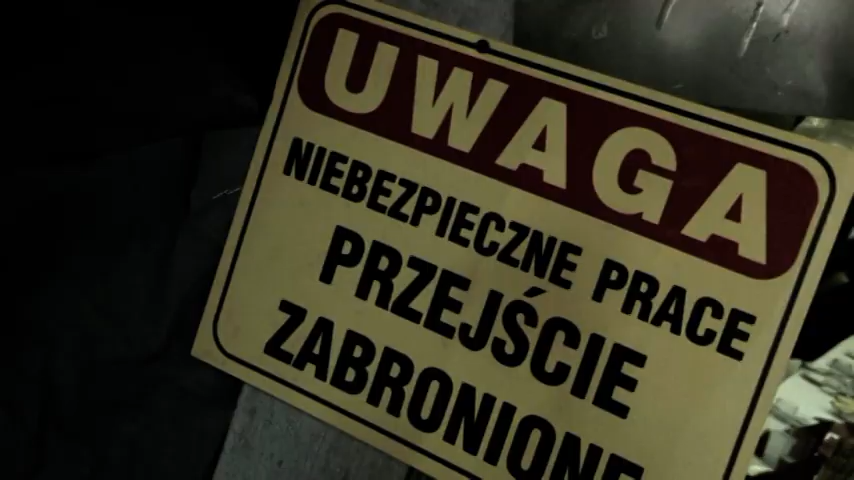 UWAGA
NIEBEZPIECZNE PRACE
PRZEJŚCIE
ZABRONIONE